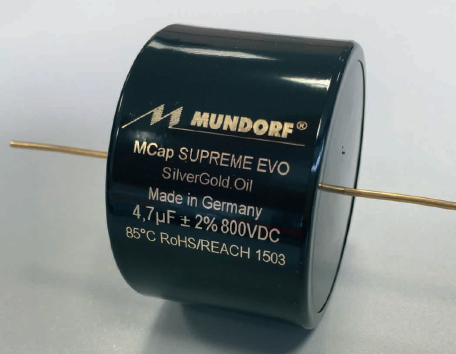 MUNDORF®
MCap SUPREME EVO
SilverGold.Oil
Made in Germany
4,7µF ± 2% 800VDC
85°C RoHS/REACH 1503